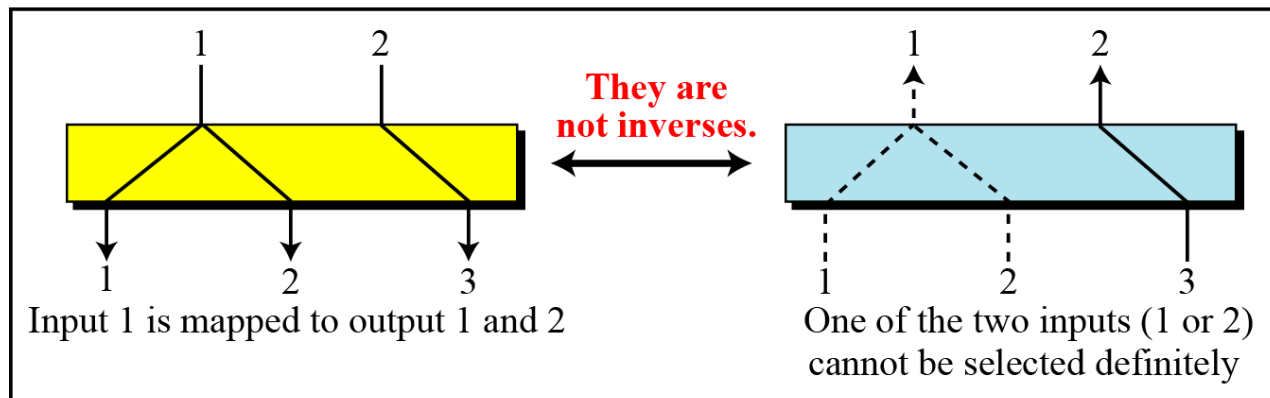 1 2
1 2
They are
not inverses.
1 2 3
1 2 3
Input 1 is mapped to output 1 and 2
One of the two inputs (1 or 2)
cannot be selected definitely